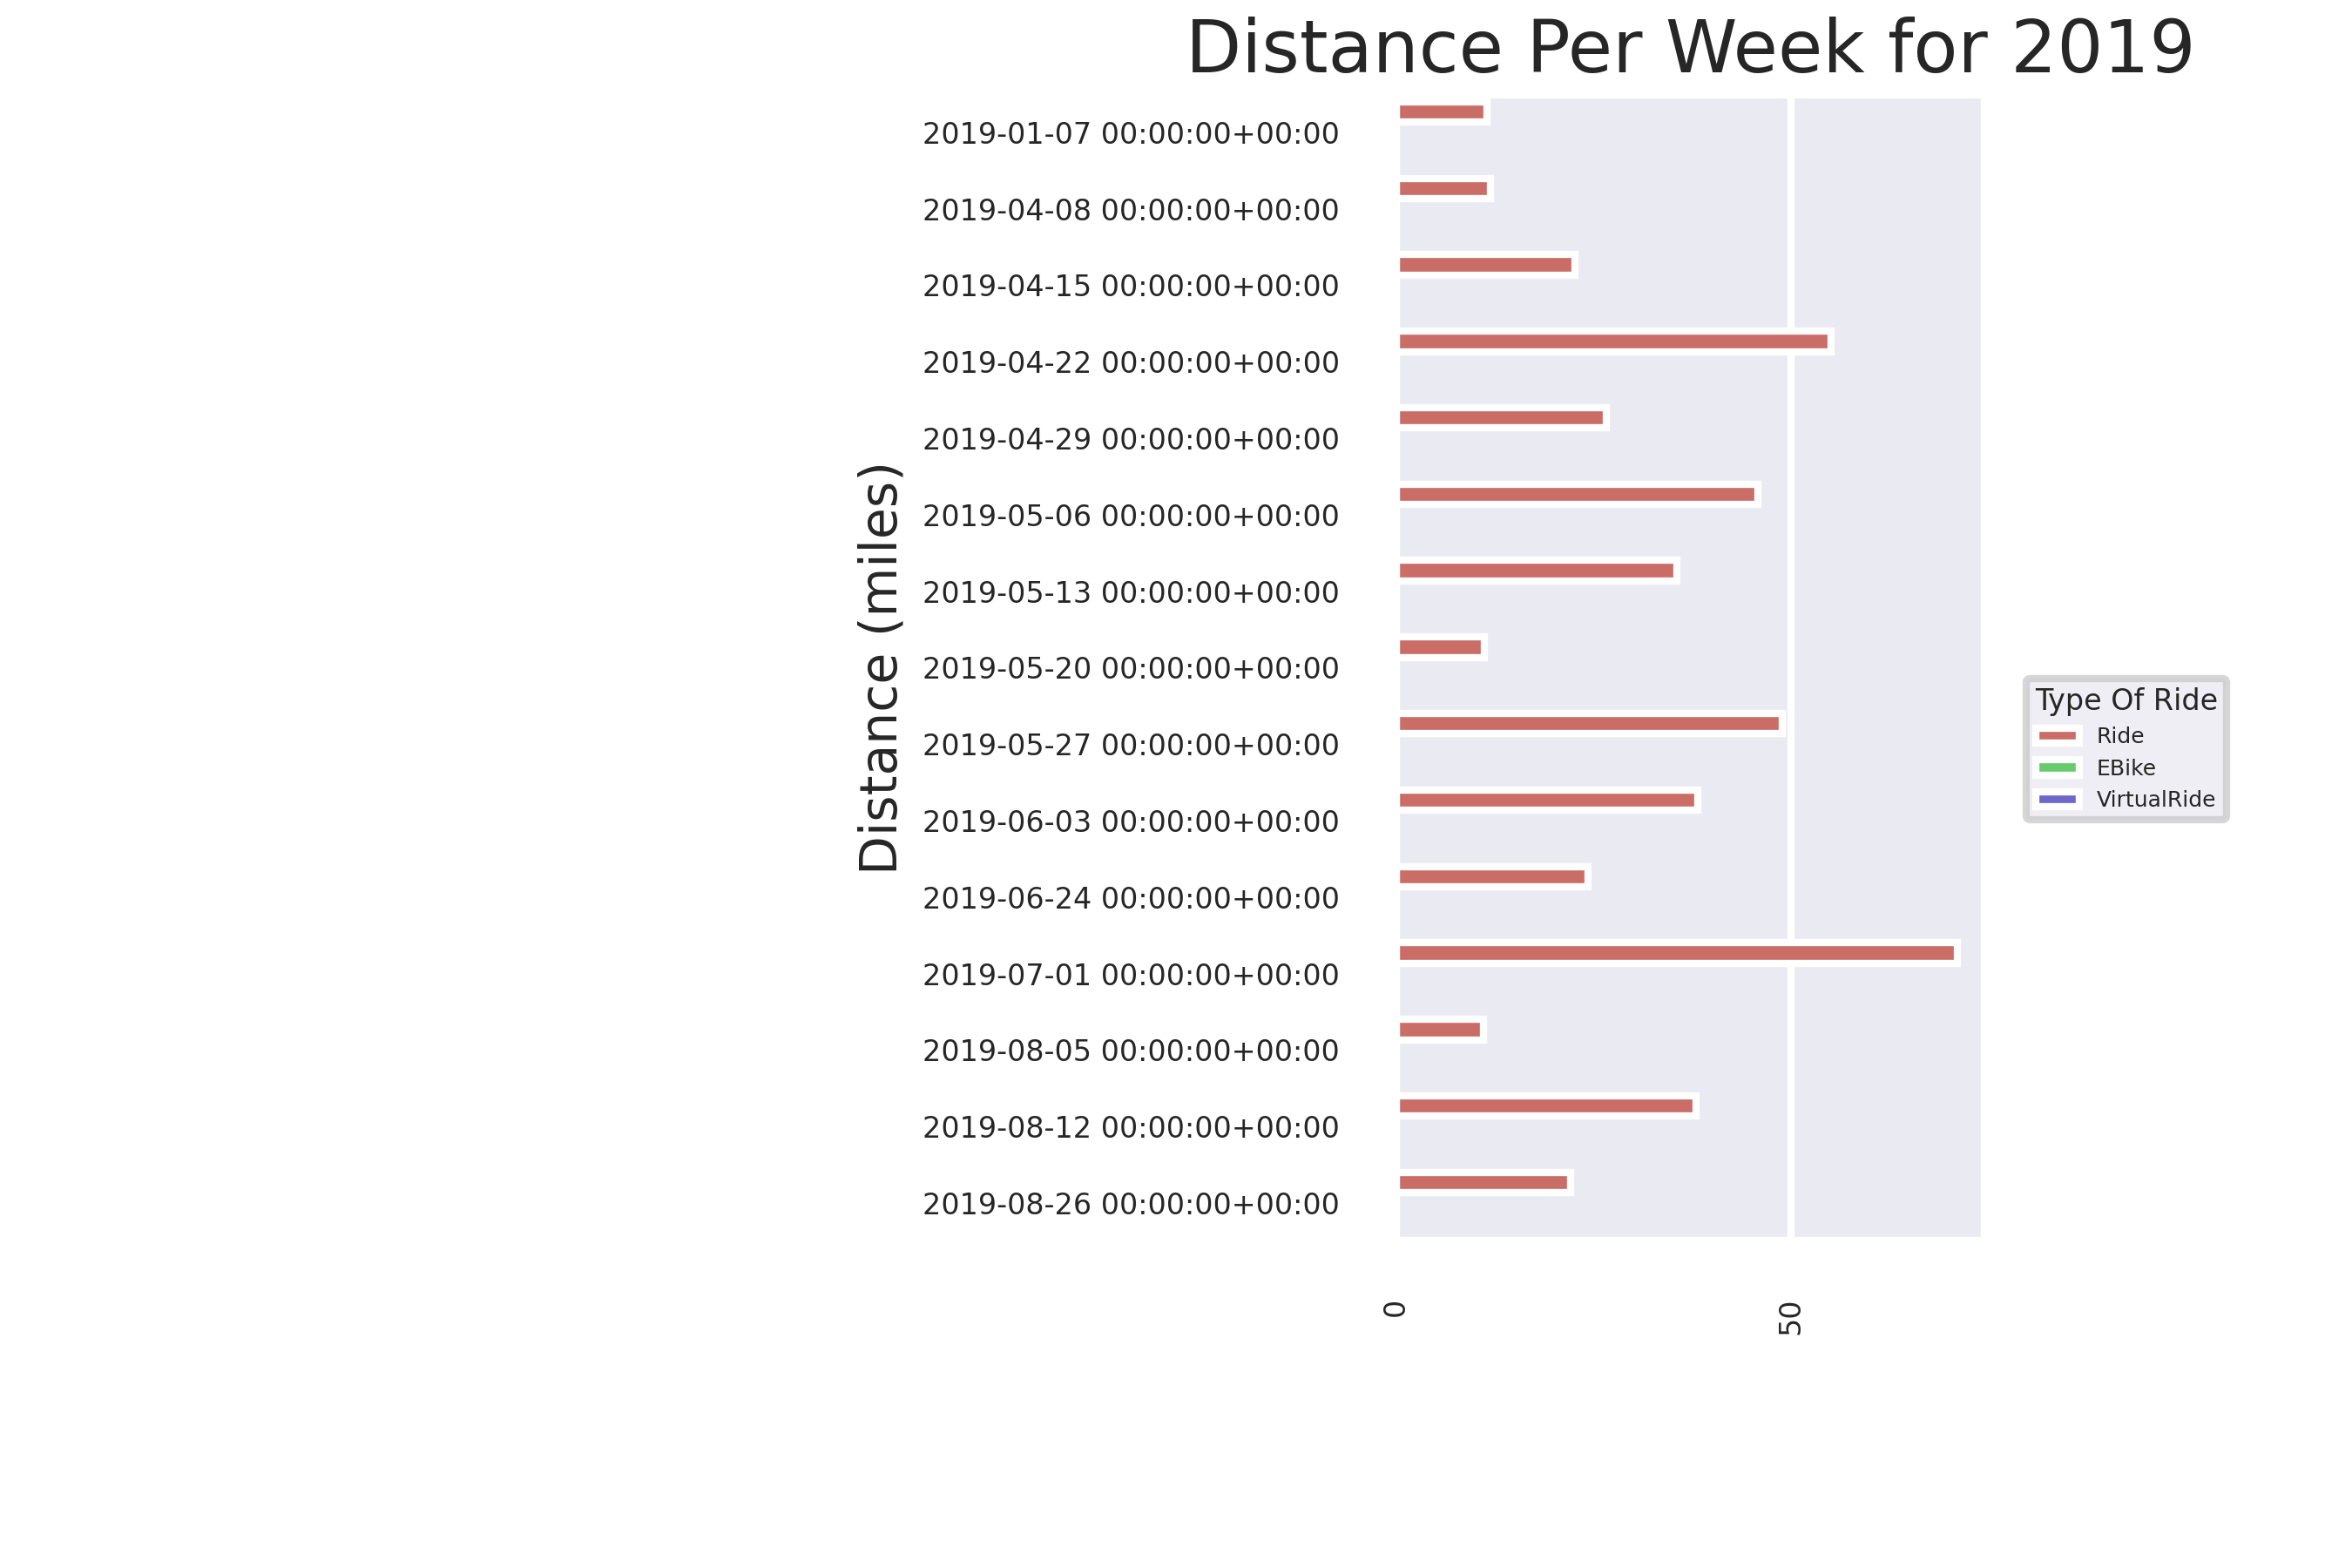 Distance Per Week for 2019
Distance (miles)
2019-01-07 00:00:00+00:00
2019-04-08 00:00:00+00:00
2019-04-15 00:00:00+00:00
2019-04-22 00:00:00+00:00
2019-04-29 00:00:00+00:00
2019-05-06 00:00:00+00:00
2019-05-13 00:00:00+00:00
2019-05-20 00:00:00+00:00
2019-05-27 00:00:00+00:00
2019-06-03 00:00:00+00:00
2019-06-24 00:00:00+00:00
2019-07-01 00:00:00+00:00
2019-08-05 00:00:00+00:00
2019-08-12 00:00:00+00:00
2019-08-26 00:00:00+00:00
0
50
Type Of Ride
Ride
EBike
VirtualRide